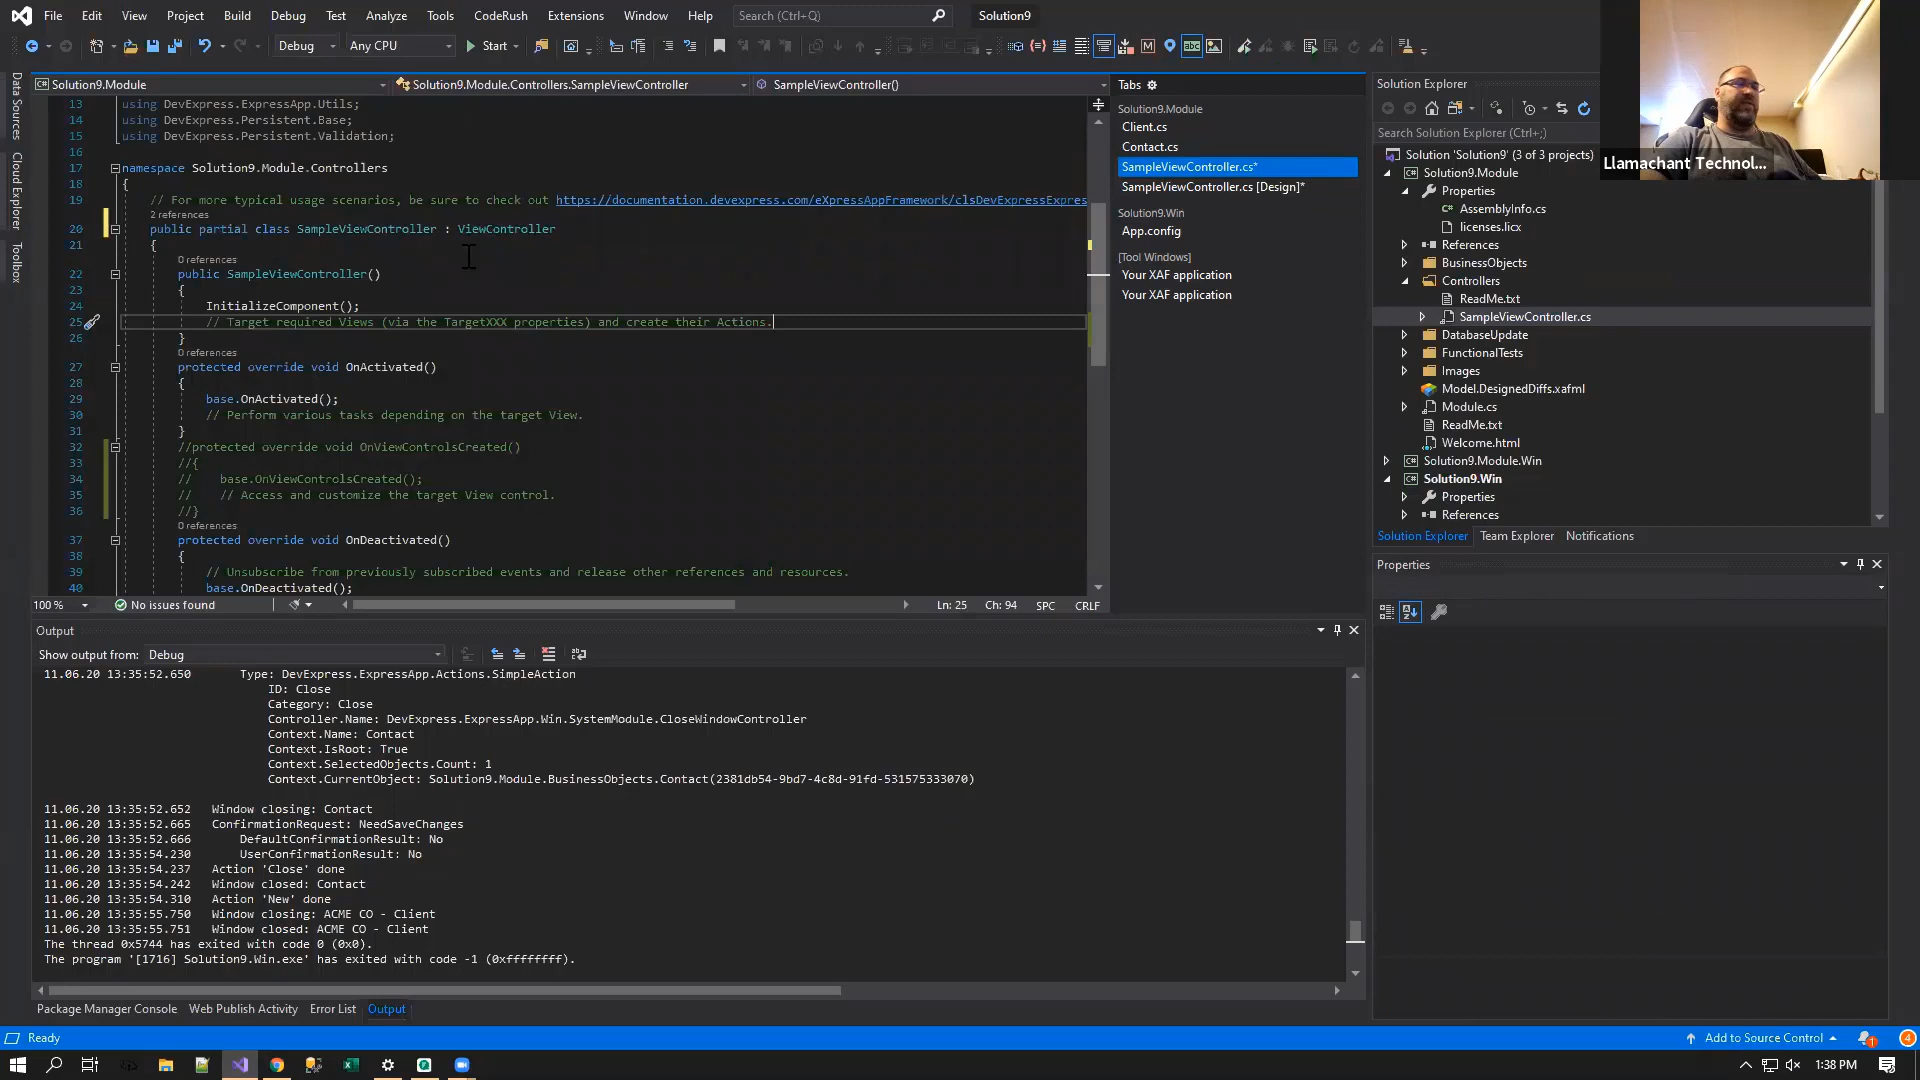 File Edit View Project Build Debug Test Analyze Tools CodeRush Extensions Window Help Search (Ctrl+Q) Solution9
Debug Any CPU Start
Data Sources
Cloud Explorer
Toolbox
Solution9.Module Solution9.Module.Controllers.SampleViewController SampleViewController()
13 using DevExpress.ExpressApp.Utils;
14 using DevExpress.Persistent.Base;
15 using DevExpress.Persistent.Validation;
16
17 namespace Solution9.Module.Controllers
18 {
19 // For more typical usage scenarios, be sure to check out https://documentation.devexpress.com/eXpressAppFramework/clsDevExpressExpres
2 references
20 public partial class SampleViewController : ViewController
21 {
0 references
22 public SampleViewController()
23 {
24 InitializeComponent();
25 // Target required Views (via the TargetXXX properties) and create their Actions.
26 }
0 references
27 protected override void OnActivated()
28 {
29 base.OnActivated();
30 // Perform various tasks depending on the target View.
31 }
32 //protected override void OnViewControlsCreated()
33 //{
34 // base.OnViewControlsCreated();
35 // // Access and customize the target View control.
36 //}
0 references
37 protected override void OnDeactivated()
38 {
39 // Unsubscribe from previously subscribed events and release other references and resources.
40 base.OnDeactivated();
100 % No issues found Ln: 25 Ch: 94 SPC CRLF
Tabs
Solution9.Module
Client.cs
Contact.cs
SampleViewController.cs*
SampleViewController.cs [Design]*
Solution9.Win
App.config
[Tool Windows]
Your XAF application
Your XAF application
Solution Explorer
Search Solution Explorer (Ctrl+;)
Solution 'Solution9' (3 of 3 projects)
Solution9.Module
Properties
AssemblyInfo.cs
licenses.licx
References
BusinessObjects
Controllers
ReadMe.txt
SampleViewController.cs
DatabaseUpdate
FunctionalTests
Images
Model.DesignedDiffs.xafml
Module.cs
ReadMe.txt
Welcome.html
Solution9.Module.Win
Solution9.Win
Properties
References
Solution Explorer Team Explorer Notifications
Properties
Llamachant Technol...
Output
Show output from: Debug
11.06.20 13:35:52.650 Type: DevExpress.ExpressApp.Actions.SimpleAction
ID: Close
Category: Close
Controller.Name: DevExpress.ExpressApp.Win.SystemModule.CloseWindowController
Context.Name: Contact
Context.IsRoot: True
Context.SelectedObjects.Count: 1
Context.CurrentObject: Solution9.Module.BusinessObjects.Contact(2381db54-9bd7-4c8d-91fd-531575333070)
11.06.20 13:35:52.652 Window closing: Contact
11.06.20 13:35:52.665 ConfirmationRequest: NeedSaveChanges
11.06.20 13:35:52.666 DefaultConfirmationResult: No
11.06.20 13:35:54.230 UserConfirmationResult: No
11.06.20 13:35:54.237 Action 'Close' done
11.06.20 13:35:54.242 Window closed: Contact
11.06.20 13:35:54.310 Action 'New' done
11.06.20 13:35:55.750 Window closing: ACME CO - Client
11.06.20 13:35:55.751 Window closed: ACME CO - Client
The thread 0x5744 has exited with code 0 (0x0).
The program '[1716] Solution9.Win.exe' has exited with code -1 (0xffffffff).
Package Manager Console Web Publish Activity Error List Output
Ready Add to Source Control 1 4
1:38 PM